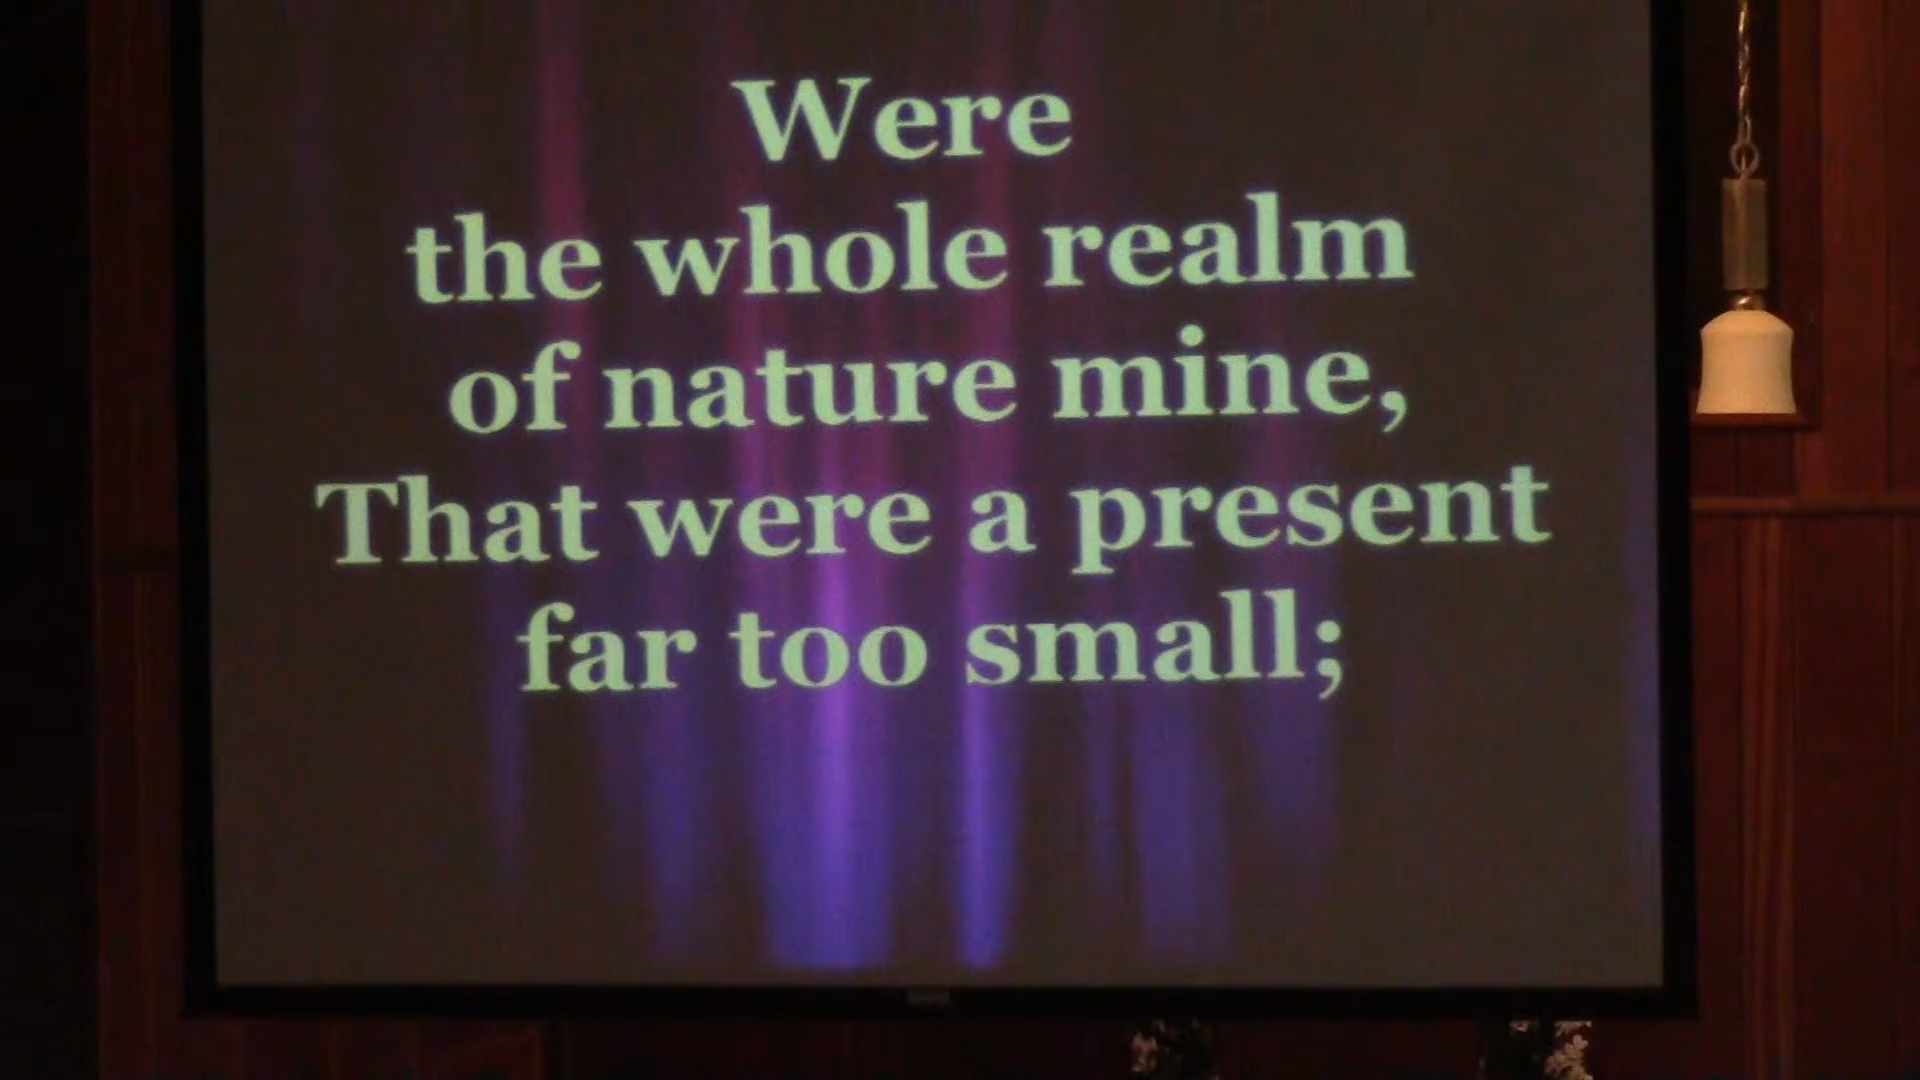 Were
the whole realm
of nature mine,
That were a present
far too small;